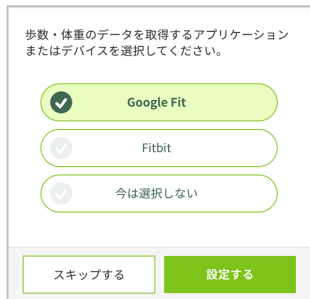 歩数・体重のデータを取得するアプリケーション
またはデバイスを選択してください。
Google Fit
Fitbit
今は選択しない
スキップする
設定する